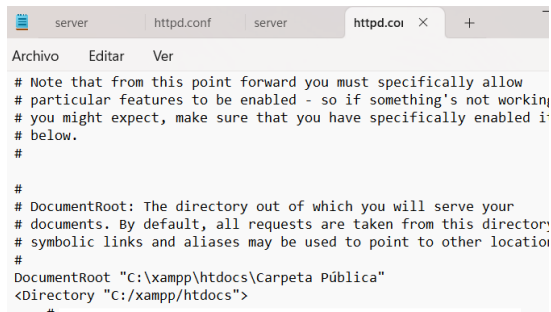 server httpd.conf server httpd.co
Archivo Editar Ver
# Note that from this point forward you must specifically allow
# particular features to be enabled - so if something's not working
# you might expect, make sure that you have specifically enabled it
# below.
#
#
# DocumentRoot: The directory out of which you will serve your
# documents. By default, all requests are taken from this directory
# symbolic links and aliases may be used to point to other locatio
#
DocumentRoot "C:\xampp\htdocs\Carpeta Pública"
<Directory "C:/xampp/htdocs">
#